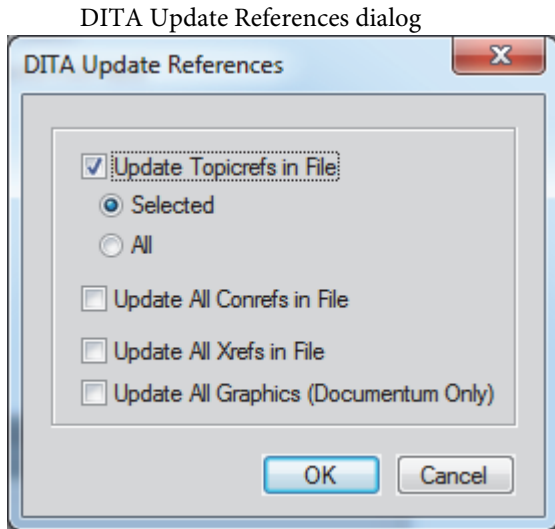 DITA Update References dialog
DITA Update References
Update Topicrefs in File
Selected
All
Update All Conrefs in File
Update All Xrefs in File
Update All Graphics (Documentum Only)
OK Cancel